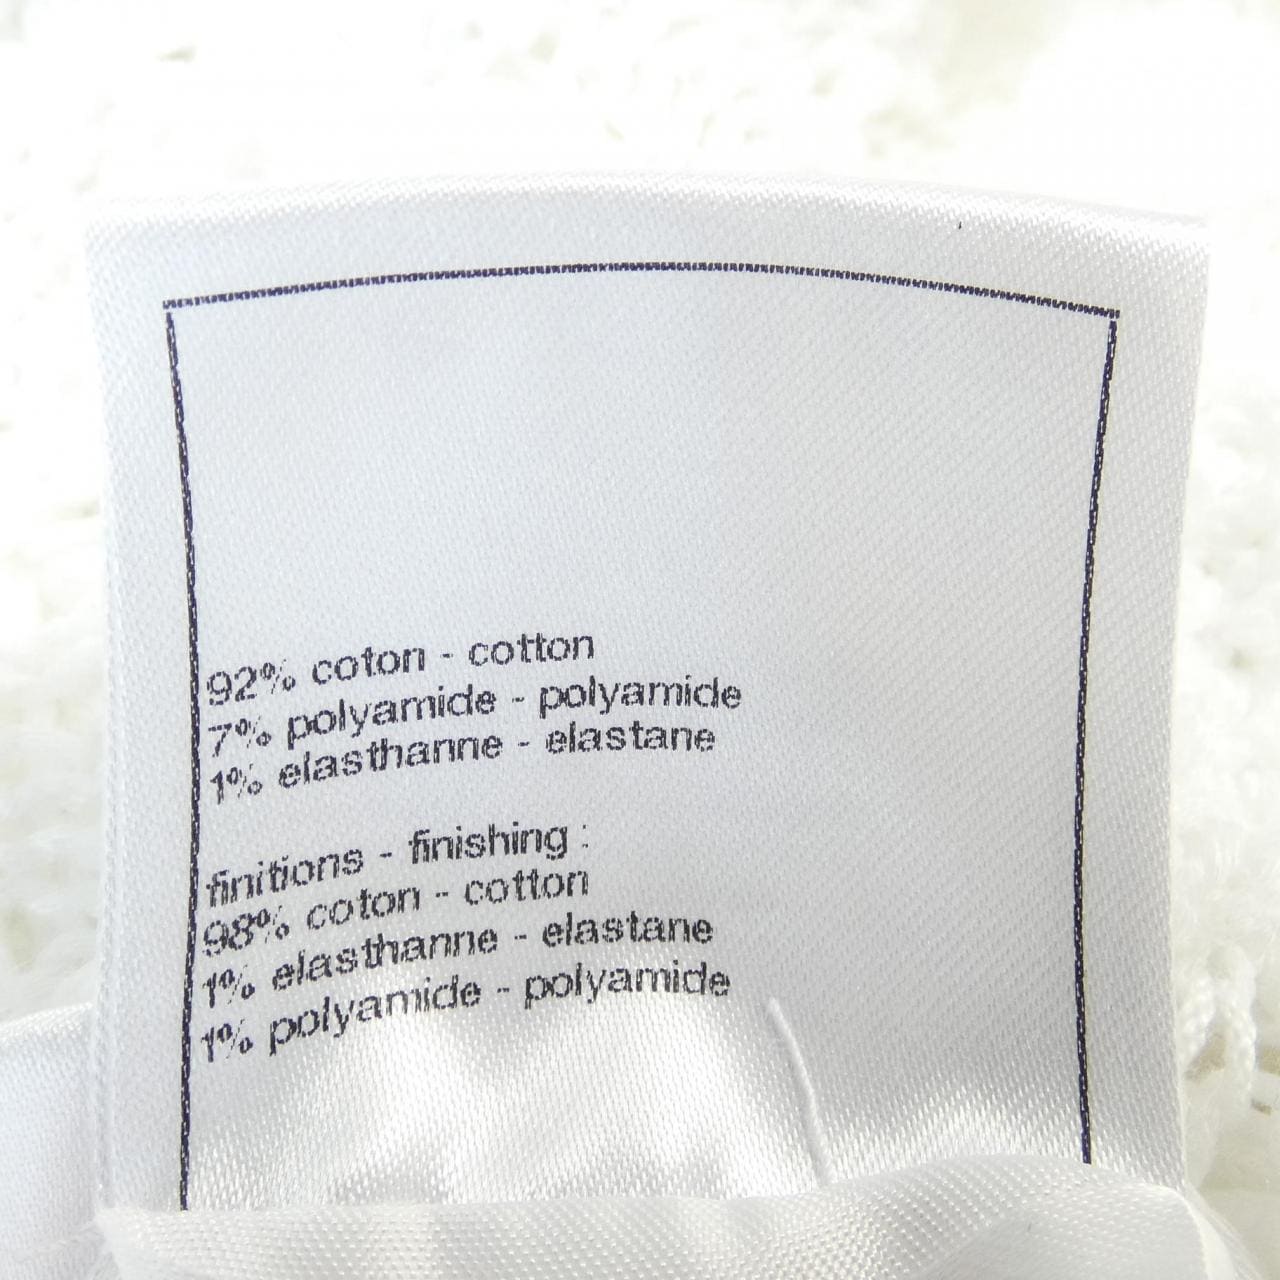 92% coton - cotton
7% polyamide - polyamide
1% elasthanne - elastane
finitions - finishing :
98% coton - cotton
1% elasthanne - elastane
1% polyamide - polyamide